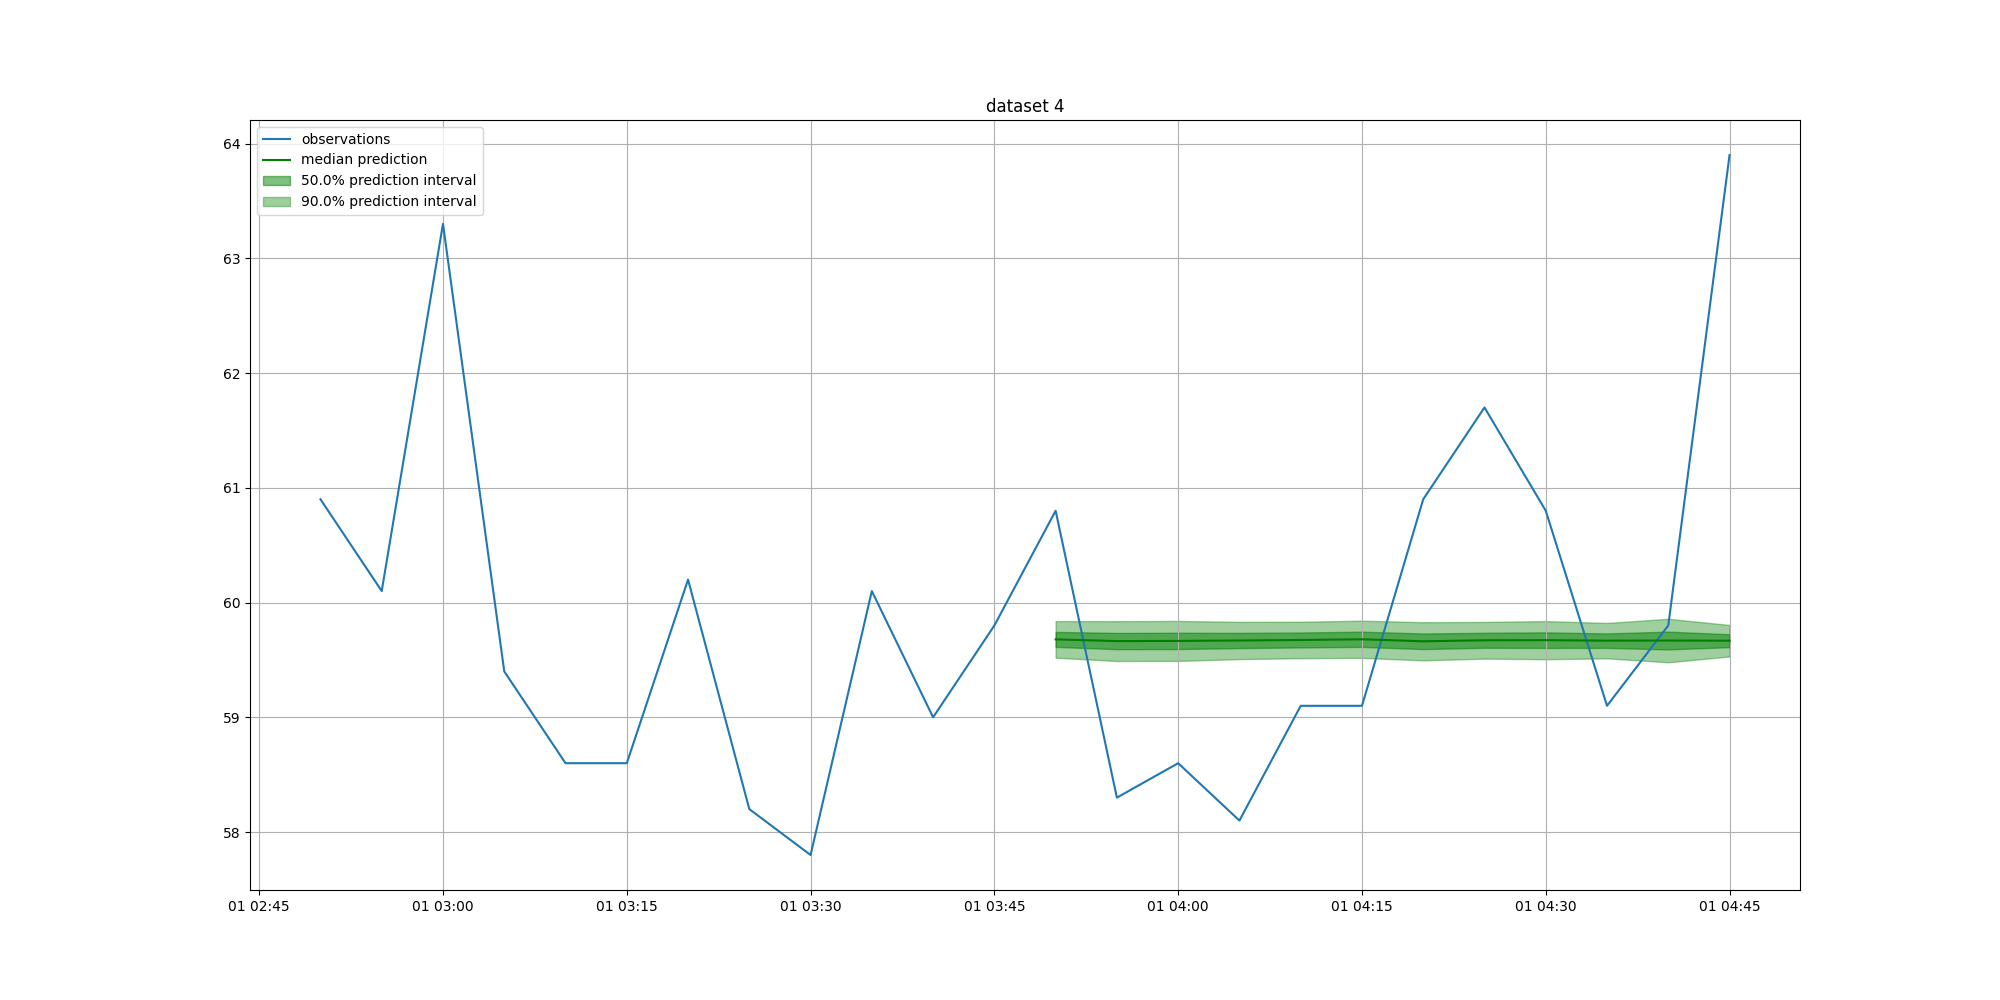 dataset 4
observations
median prediction
50.0% prediction interval
90.0% prediction interval
64
63
62
61
60
59
58
01 02:45 01 03:00 01 03:15 01 03:30 01 03:45 01 04:00 01 04:15 01 04:30 01 04:45